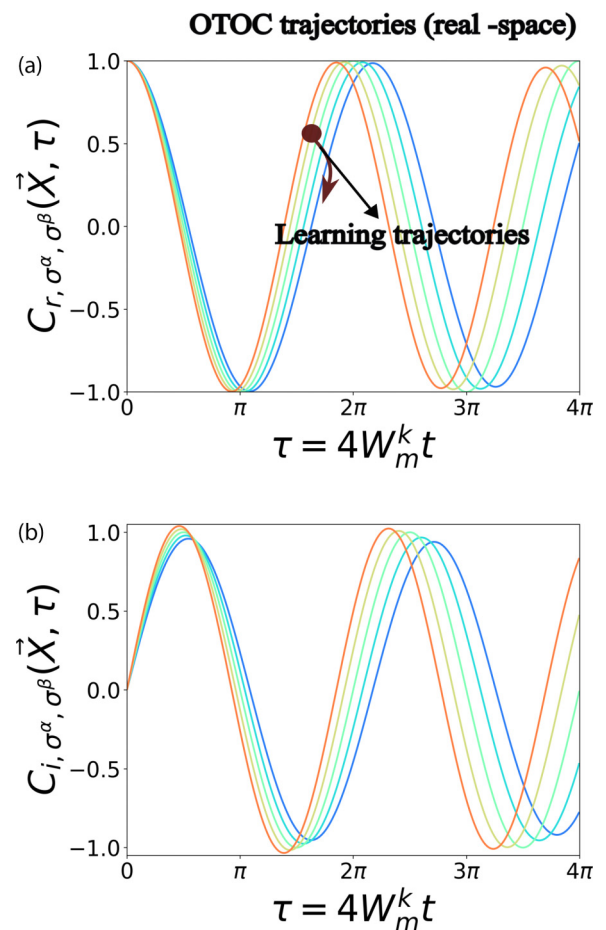 OTOC trajectories (real -space)
(a)
C_{r, σ^α, σ^β}(\vec{X}, τ)
1.0
0.5
0.0
−0.5
−1.0
Learning trajectories
0 π 2π 3π 4π
τ = 4W_m^k t
(b)
C_{i, σ^α, σ^β}(\vec{X}, τ)
1.0
0.5
0.0
−0.5
−1.0
0 π 2π 3π 4π
τ = 4W_m^k t